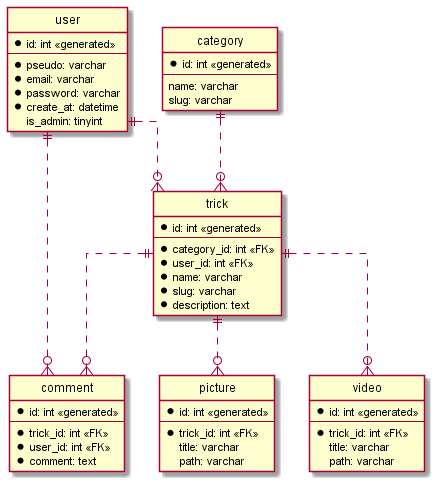 user
id: int «generated»
pseudo: varchar
email: varchar
password: varchar
create_at: datetime
is_admin: tinyint
category
id: int «generated»
name: varchar
slug: varchar
trick
id: int «generated»
category_id: int «FK»
user_id: int «FK»
name: varchar
slug: varchar
description: text
comment
id: int «generated»
trick_id: int «FK»
user_id: int «FK»
comment: text
picture
id: int «generated»
trick_id: int «FK»
title: varchar
path: varchar
video
id: int «generated»
trick_id: int «FK»
title: varchar
path: varchar